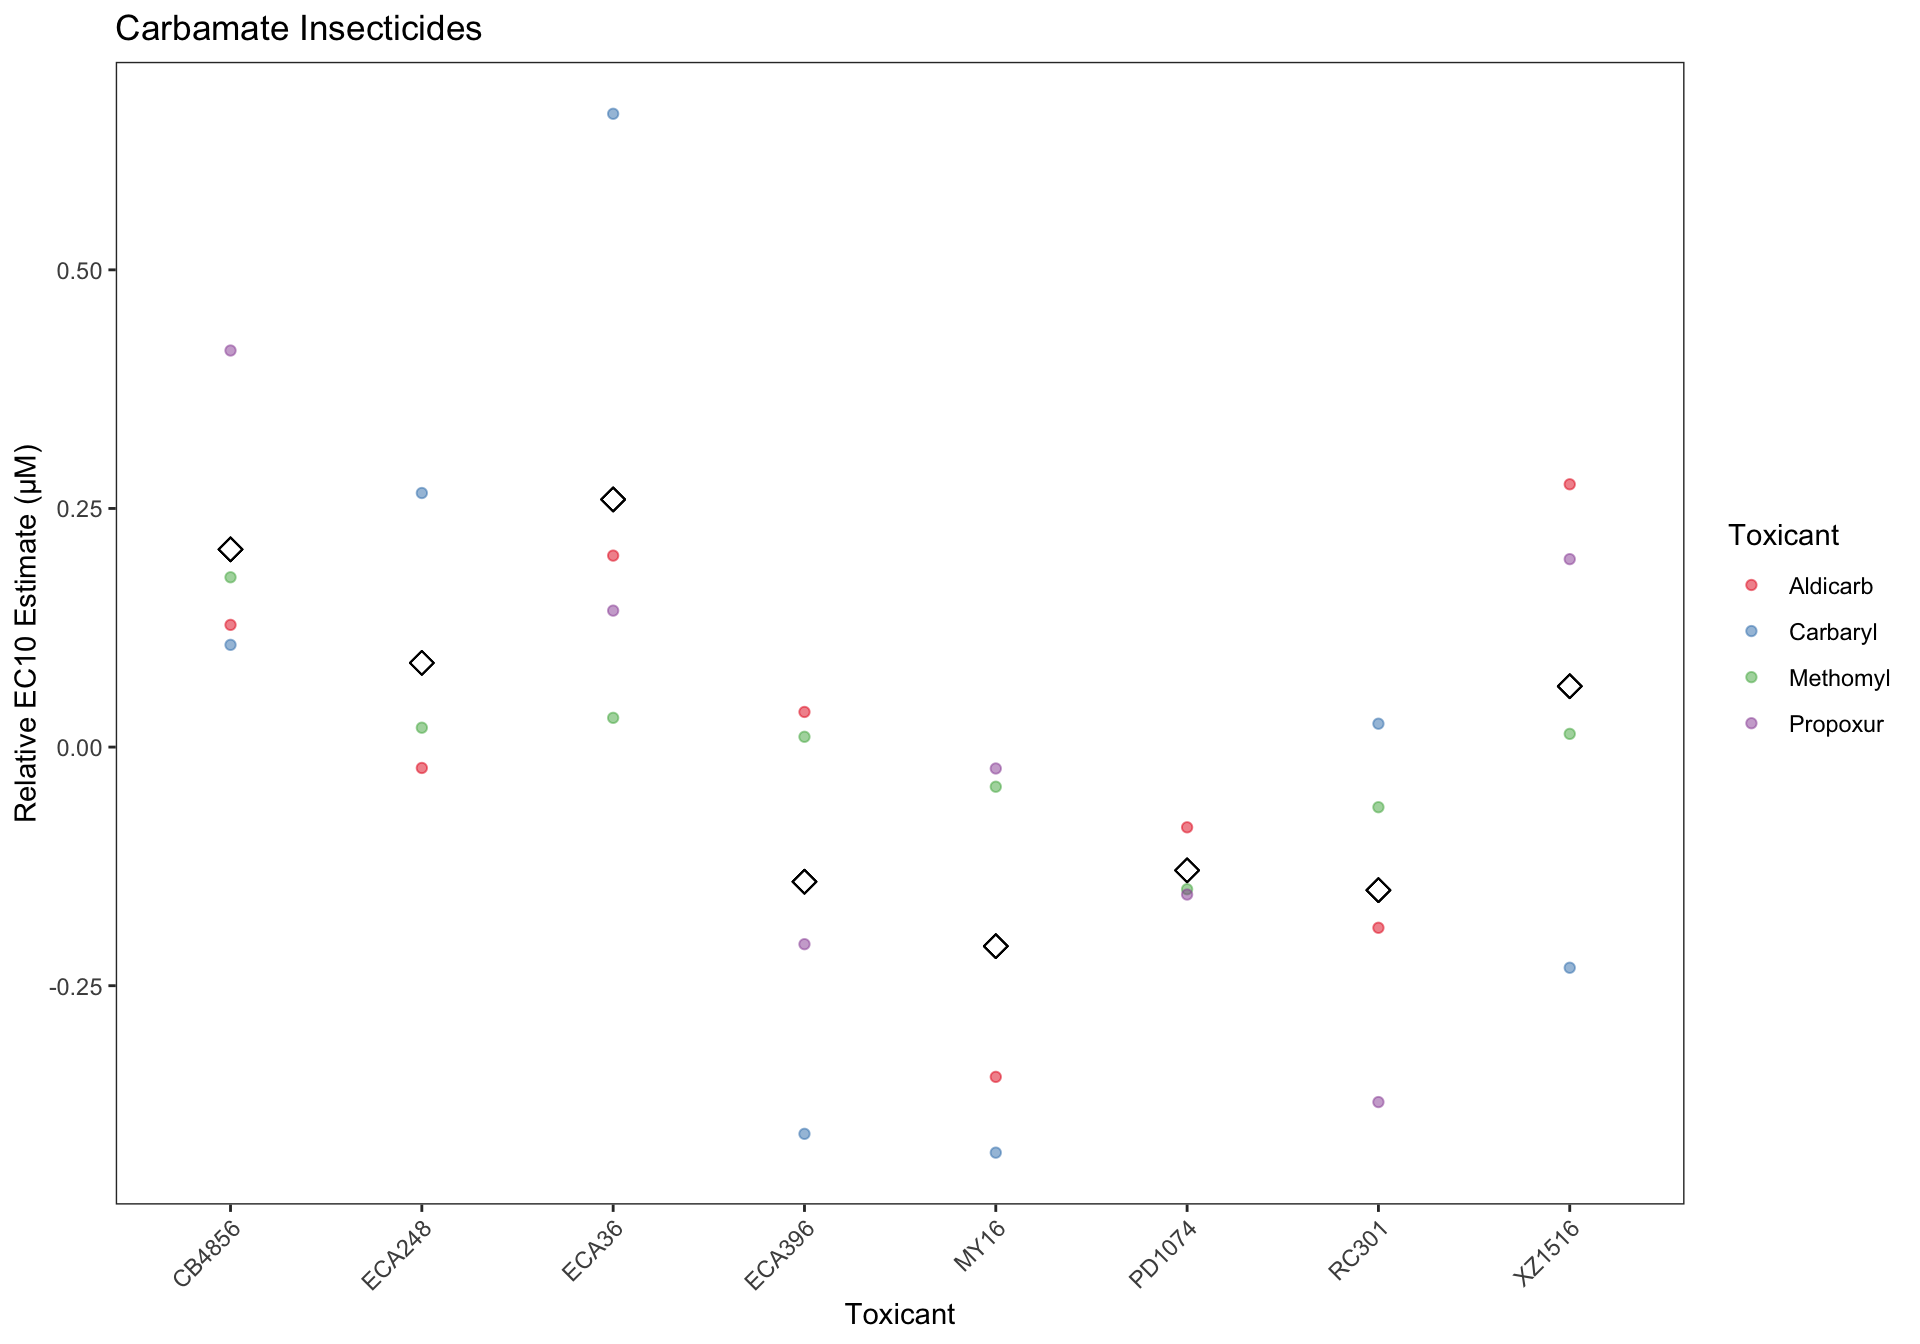 Carbamate Insecticides
Relative EC10 Estimate (μM)
0.50
0.25
0.00
-0.25
CB4856
ECA248
ECA36
ECA396
MY16
PD1074
RC301
XZ1516
Toxicant
Toxicant
Aldicarb
Carbaryl
Methomyl
Propoxur